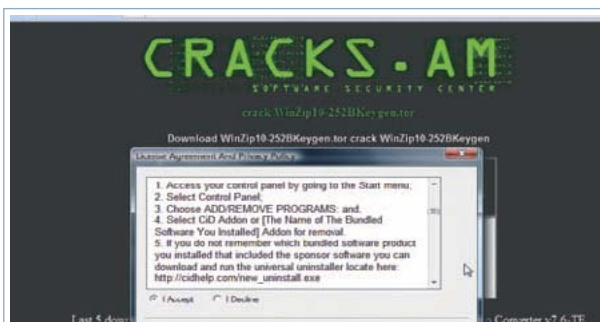 CRACKS.AM
SOFTWARE SECURITY CENTER
crack WinZip10-252BKeygen.tor
Download WinZip10-252BKeygen.tor crack WinZip10-252BKeygen
License Agreement And Privacy Policy
1. Access your control panel by going to the Start menu;
2. Select Control Panel;
3. Choose ADD/REMOVE PROGRAMS: and.
4. Select CiD Addon or [The Name of The Bundled
Software You Installed] Addon for removal.
5. If you do not remember which bundled software product
you installed that included the sponsor software you can
download and run the universal uninstaller locate here:
http://cidhelp.com/new_uninstall.exe
I Accept
I Decline
Last 5
Converter v7.6-TE